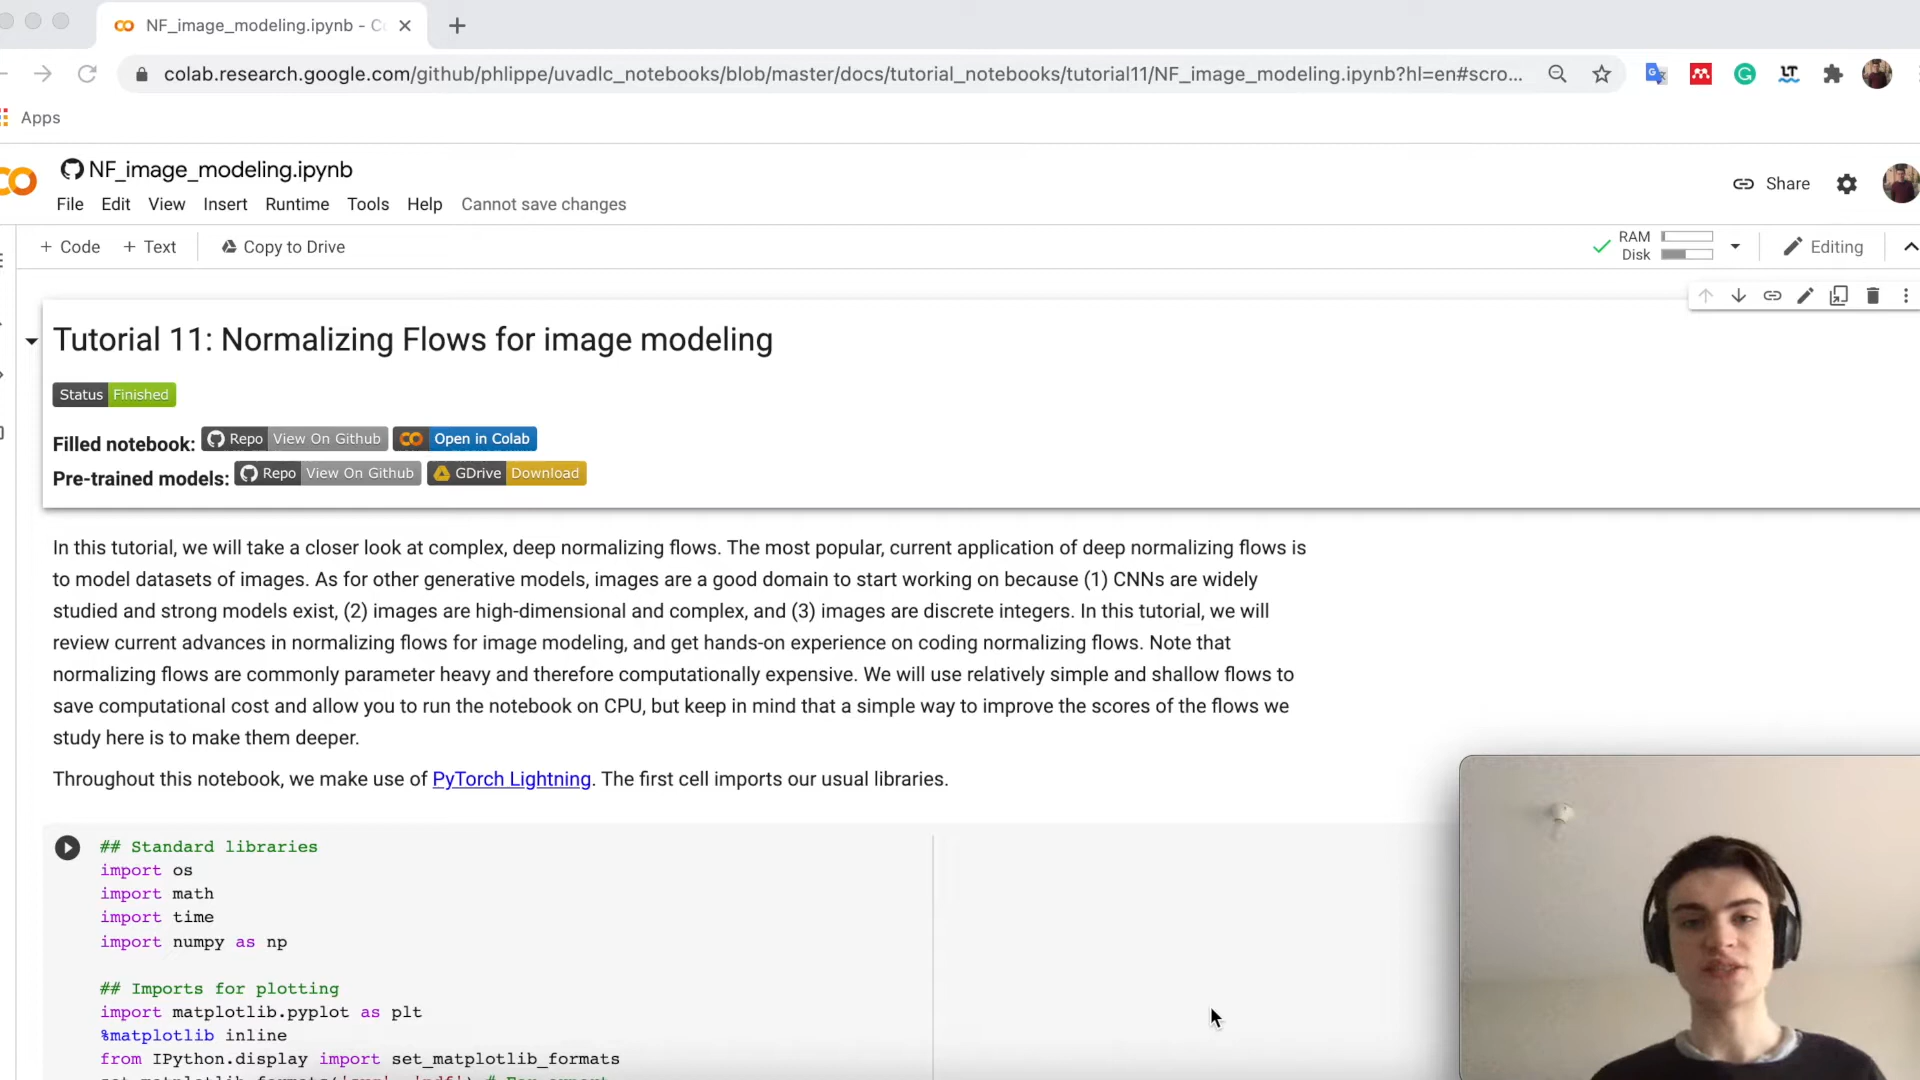 NF_image_modeling.ipynb - Co
colab.research.google.com/github/phlippe/uvadlc_notebooks/blob/master/docs/tutorial_notebooks/tutorial11/NF_image_modeling.ipynb?hl=en#scro...
Apps
NF_image_modeling.ipynb
File Edit View Insert Runtime Tools Help Cannot save changes
Share
+ Code + Text Copy to Drive
RAM
Disk
Editing
Tutorial 11: Normalizing Flows for image modeling
Status Finished
Filled notebook: Repo View On Github Open in Colab
Pre-trained models: Repo View On Github GDrive Download
In this tutorial, we will take a closer look at complex, deep normalizing flows. The most popular, current application of deep normalizing flows is
to model datasets of images. As for other generative models, images are a good domain to start working on because (1) CNNs are widely
studied and strong models exist, (2) images are high-dimensional and complex, and (3) images are discrete integers. In this tutorial, we will
review current advances in normalizing flows for image modeling, and get hands-on experience on coding normalizing flows. Note that
normalizing flows are commonly parameter heavy and therefore computationally expensive. We will use relatively simple and shallow flows to
save computational cost and allow you to run the notebook on CPU, but keep in mind that a simple way to improve the scores of the flows we
study here is to make them deeper.
Throughout this notebook, we make use of PyTorch Lightning. The first cell imports our usual libraries.
## Standard libraries
import os
import math
import time
import numpy as np
## Imports for plotting
import matplotlib.pyplot as plt
%matplotlib inline
from IPython.display import set_matplotlib_formats